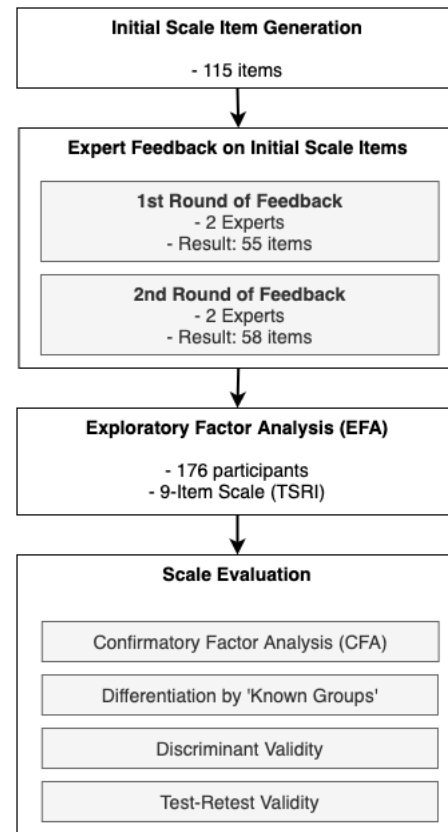 Initial Scale Item Generation
- 115 items
Expert Feedback on Initial Scale Items
1st Round of Feedback
- 2 Experts
- Result: 55 items
2nd Round of Feedback
- 2 Experts
- Result: 58 items
Exploratory Factor Analysis (EFA)
- 176 participants
- 9-Item Scale (TSRI)
Scale Evaluation
Confirmatory Factor Analysis (CFA)
Differentiation by 'Known Groups'
Discriminant Validity
Test-Retest Validity